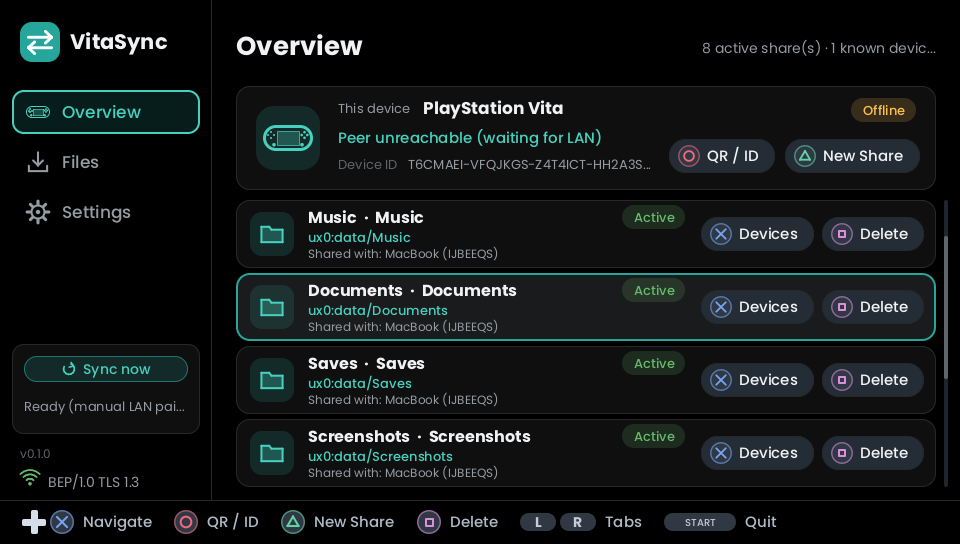 VitaSync
Overview
Files
Settings
Sync now
Ready (manual LAN pai...
v0.1.0
BEP/1.0 TLS 1.3
Overview
8 active share(s) · 1 known devic...
This device PlayStation Vita
Offline
Peer unreachable (waiting for LAN)
Device ID T6CMAEI-VFQJKGS-Z4T4ICT-HH2A3S...
QR / ID
New Share
Music · Music
Active
ux0:data/Music
Shared with: MacBook (IJBEEQS)
Devices
Delete
Documents · Documents
Active
ux0:data/Documents
Shared with: MacBook (IJBEEQS)
Devices
Delete
Saves · Saves
Active
ux0:data/Saves
Shared with: MacBook (IJBEEQS)
Devices
Delete
Screenshots · Screenshots
Active
ux0:data/Screenshots
Shared with: MacBook (IJBEEQS)
Devices
Delete
Navigate QR / ID New Share Delete L R Tabs START Quit